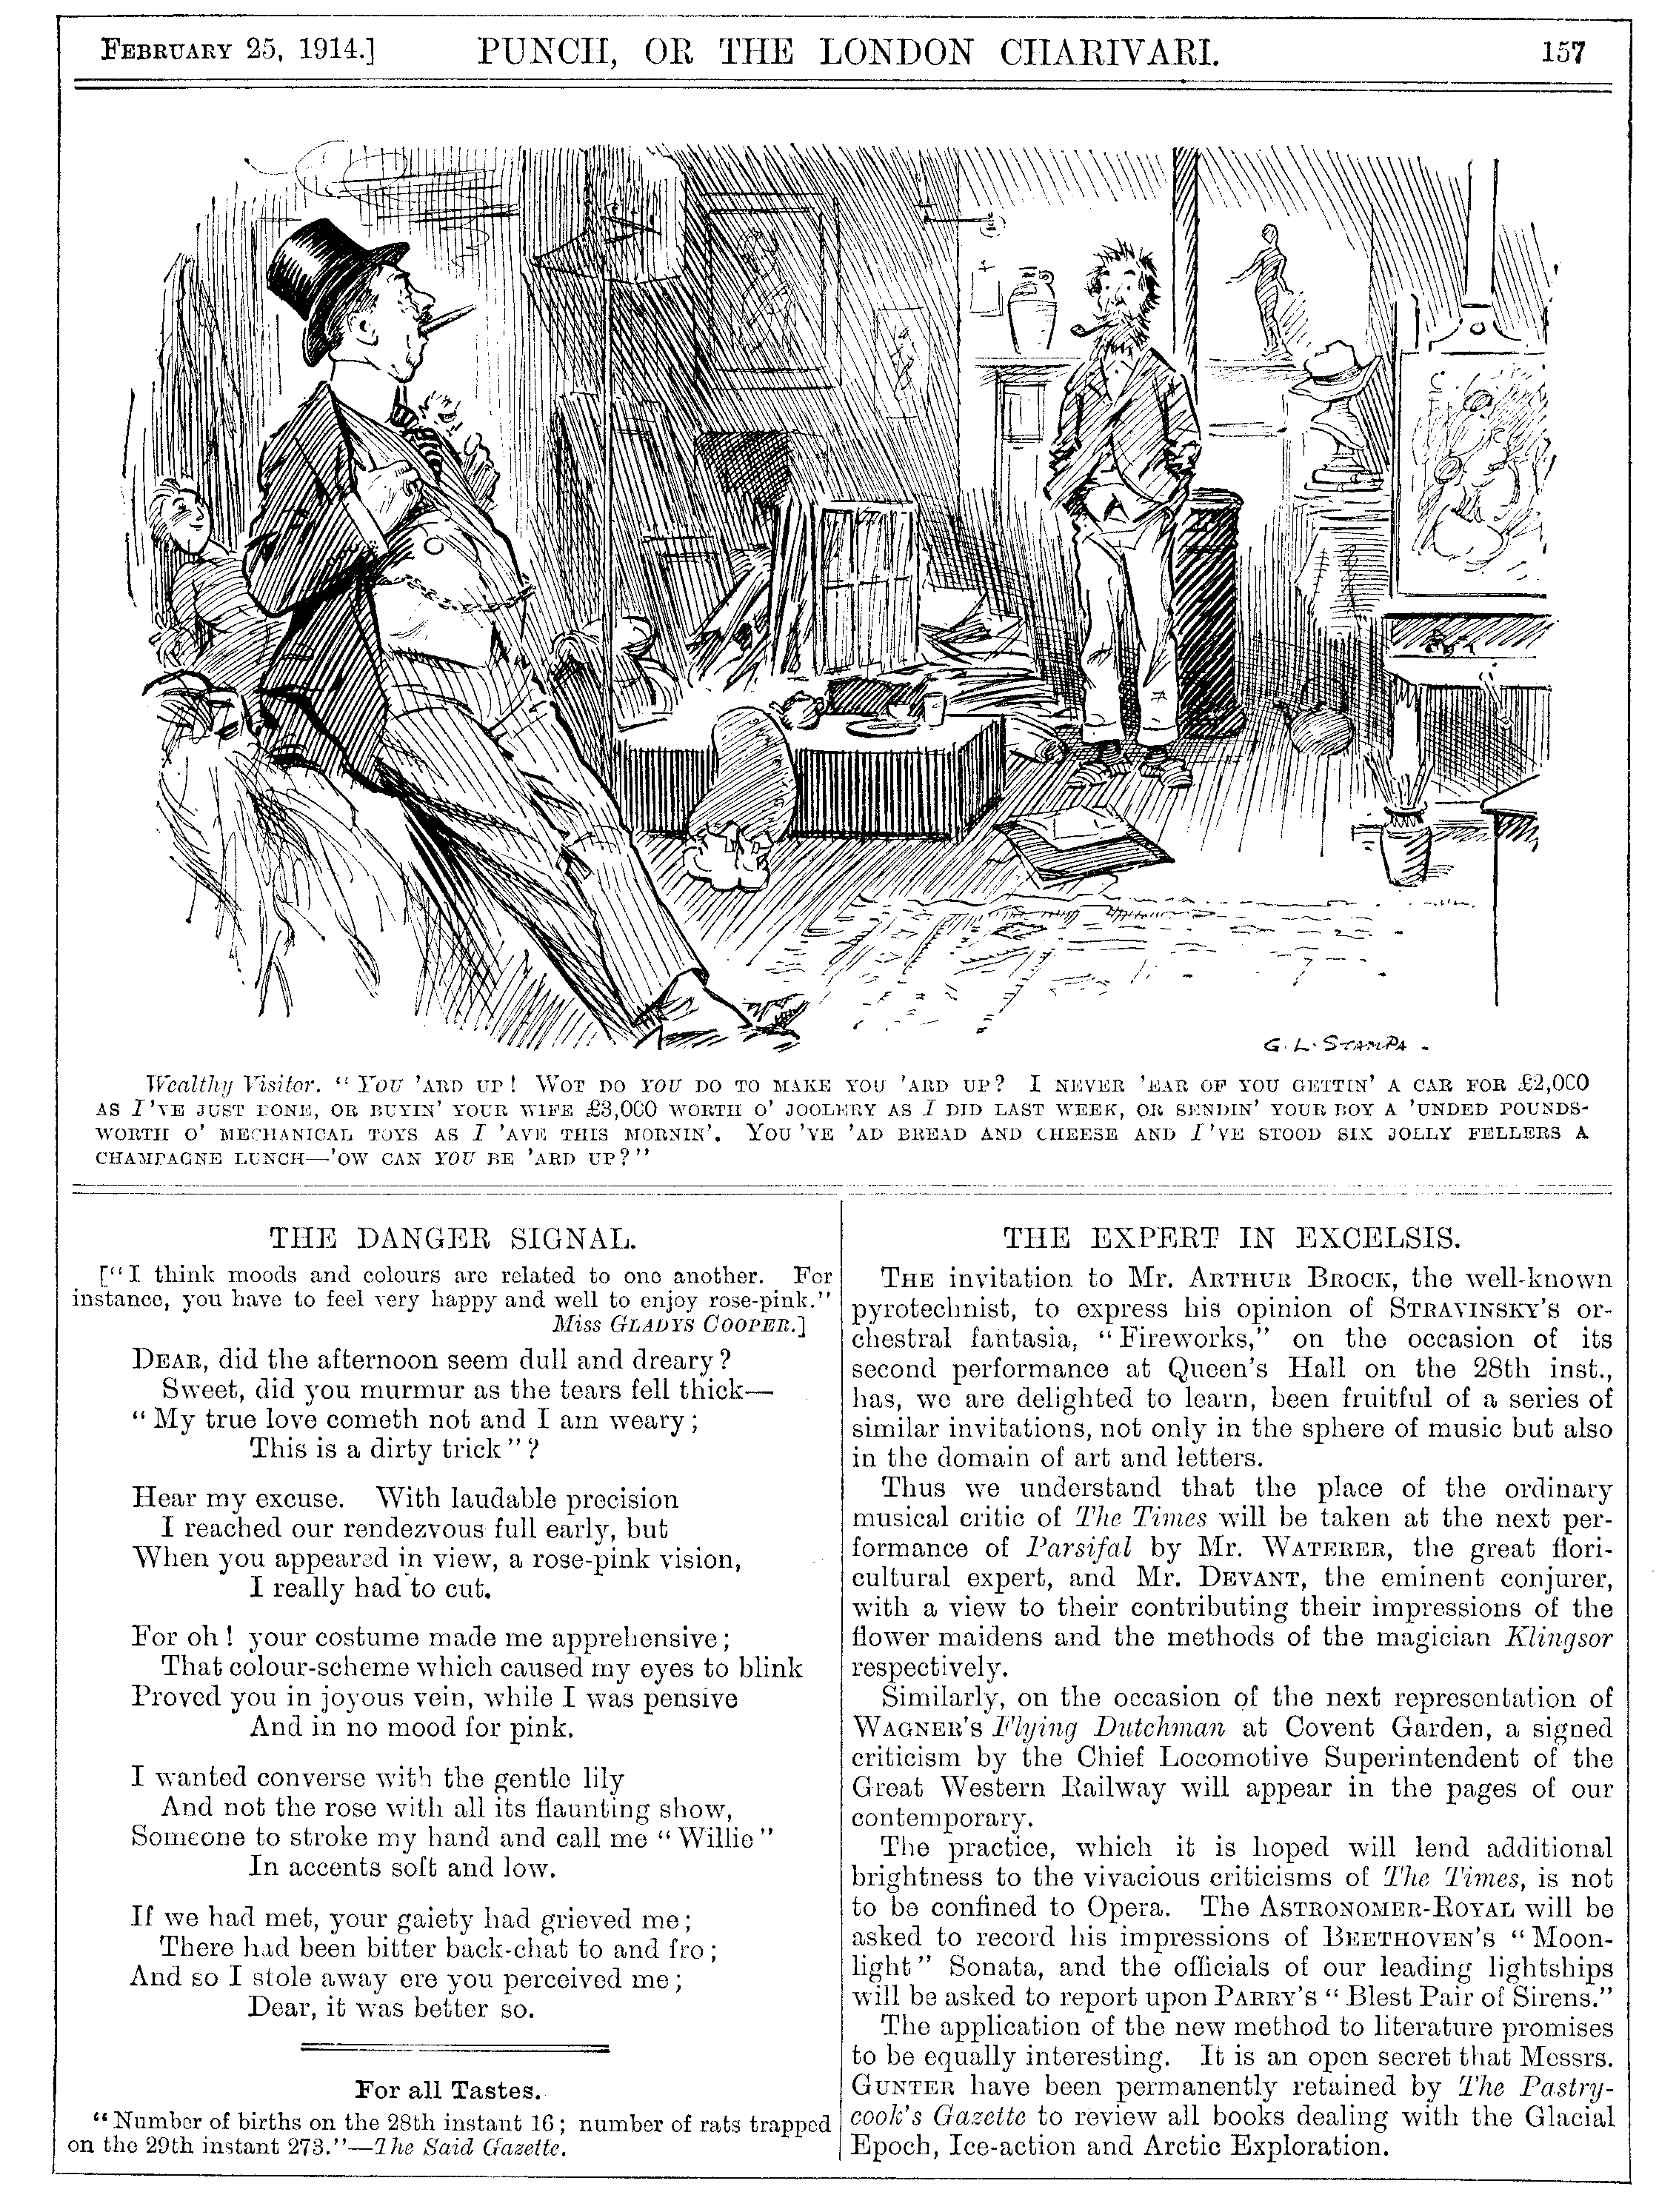 FEBRUARY 25, 1914.] PUNCH, OR THE LONDON CHARIVARI. 157
G. L. STAMPA -
Wealthy Visitor. "YOU 'ARD UP! WOT DO YOU DO TO MAKE YOU 'ARD UP? I NEVER 'EAR OF YOU GETTIN' A CAR FOR £2,000
AS I'VE JUST DONE, OR BUYIN' YOUR WIFE £3,000 WORTH O' JOOLERY AS I DID LAST WEEK, OR SENDIN' YOUR BOY A 'UNDED POUNDS-
WORTH O' MECHANICAL TOYS AS I 'AVE THIS MORNIN'. YOU'VE 'AD BREAD AND CHEESE AND I'VE STOOD SIX JOLLY FELLERS A
CHAMPAGNE LUNCH—'OW CAN YOU BE 'ARD UP?"
THE DANGER SIGNAL.
["I think moods and colours are related to one another. For
instance, you have to feel very happy and well to enjoy rose-pink."
Miss GLADYS COOPER.]
DEAR, did the afternoon seem dull and dreary?
Sweet, did you murmur as the tears fell thick—
"My true love cometh not and I am weary;
This is a dirty trick"?
Hear my excuse. With laudable precision
I reached our rendezvous full early, but
When you appeared in view, a rose-pink vision,
I really had to cut.
For oh! your costume made me apprehensive;
That colour-scheme which caused my eyes to blink
Proved you in joyous vein, while I was pensive
And in no mood for pink.
I wanted converse with the gentle lily
And not the rose with all its flaunting show,
Someone to stroke my hand and call me "Willie"
In accents soft and low.
If we had met, your gaiety had grieved me;
There had been bitter back-chat to and fro;
And so I stole away ere you perceived me;
Dear, it was better so.
For all Tastes.
"Number of births on the 28th instant 16; number of rats trapped
on the 29th instant 273."—The Said Gazette.
THE EXPERT IN EXCELSIS.
THE invitation to Mr. ARTHUR BROCK, the well-known
pyrotechnist, to express his opinion of STRAVINSKY'S or-
chestral fantasia, "Fireworks," on the occasion of its
second performance at Queen's Hall on the 28th inst.,
has, we are delighted to learn, been fruitful of a series of
similar invitations, not only in the sphere of music but also
in the domain of art and letters.
Thus we understand that the place of the ordinary
musical critic of The Times will be taken at the next per-
formance of Parsifal by Mr. WATERER, the great flori-
cultural expert, and Mr. DEVANT, the eminent conjurer,
with a view to their contributing their impressions of the
flower maidens and the methods of the magician Klingsor
respectively.
Similarly, on the occasion of the next representation of
WAGNER'S Flying Dutchman at Covent Garden, a signed
criticism by the Chief Locomotive Superintendent of the
Great Western Railway will appear in the pages of our
contemporary.
The practice, which it is hoped will lend additional
brightness to the vivacious criticisms of The Times, is not
to be confined to Opera. The ASTRONOMER-ROYAL will be
asked to record his impressions of BEETHOVEN'S "Moon-
light" Sonata, and the officials of our leading lightships
will be asked to report upon PARRY'S "Blest Pair of Sirens."
The application of the new method to literature promises
to be equally interesting. It is an open secret that Messrs.
GUNTER have been permanently retained by The Pastry-
cook's Gazette to review all books dealing with the Glacial
Epoch, Ice-action and Arctic Exploration.